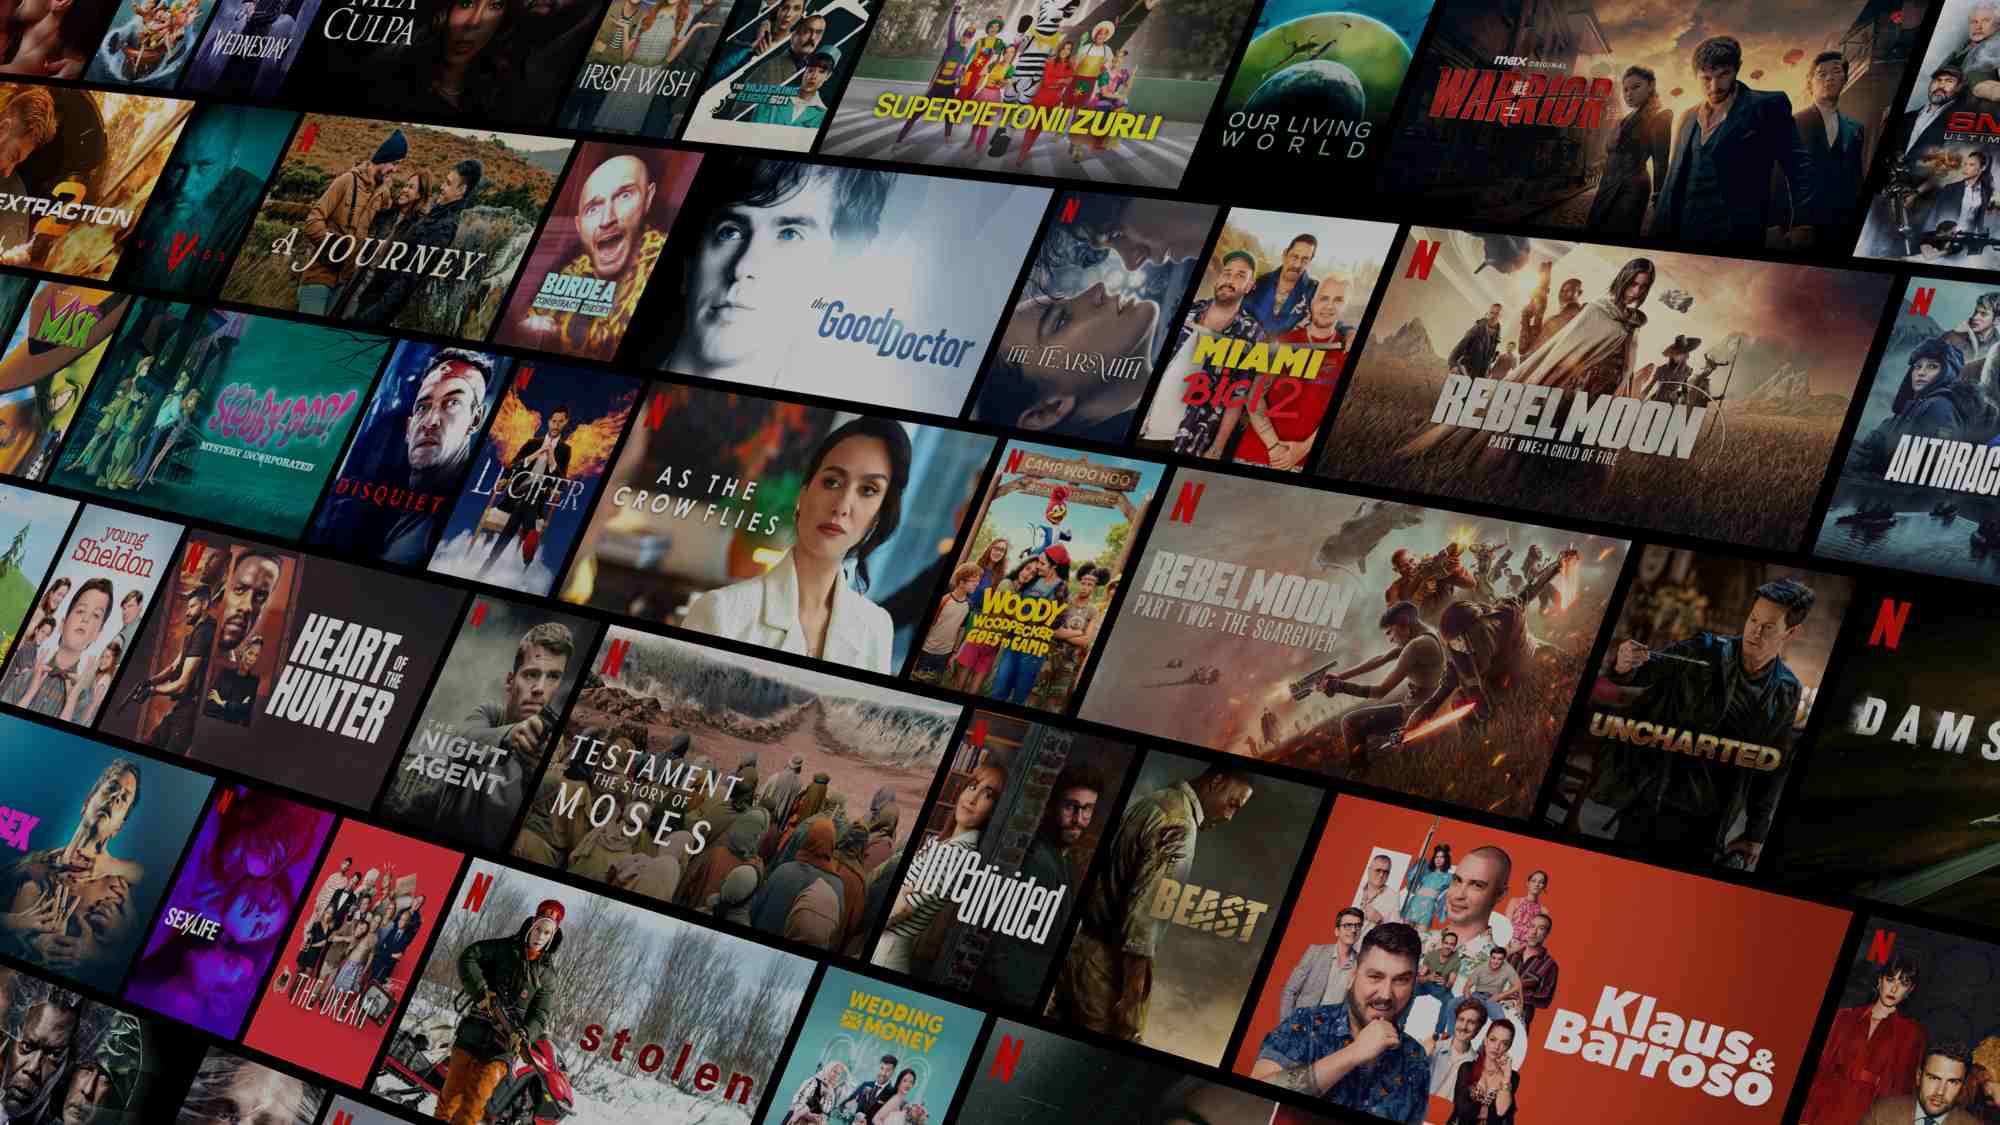 MEA
CULPA
WEDNESDAY
IRISH WISH
THE HIJACKING
OF FLIGHT 601
SUPERPIETONII ZURLI
OUR LIVING
WORLD
max ORIGINAL
WARRIOR
EXTRACTION
2
VIKINGS
N
A JOURNEY
BORDEA
CONSPIRACY THEORY
the
GoodDoctor
N
THE TEARSMITH
MIAMI
BICI 2
N
REBEL MOON
PART ONE: A CHILD OF FIRE
N
ANTHRAC
MASK
SCOOBY-DOO!
MYSTERY INCORPORATED
DISQUIET
N
LUCIFER
N
AS THE
CROW FLIES
N
CAMP WOO HOO
WOODY
WOODPECKER
GOES TO CAMP
N
REBEL MOON
PART TWO: THE SCARGIVER
UNCHARTED
N
DAMS
young
Sheldon
N
HEART
OF
THE
HUNTER
N
THE
NIGHT
AGENT
N
TESTAMENT
THE STORY OF
MOSES
N
love divided
BEAST
Klaus &
Barroso
N
SEX
N
SEX/LIFE
THE DREAM
N
stolen
WEDDING
MONEY
N
N